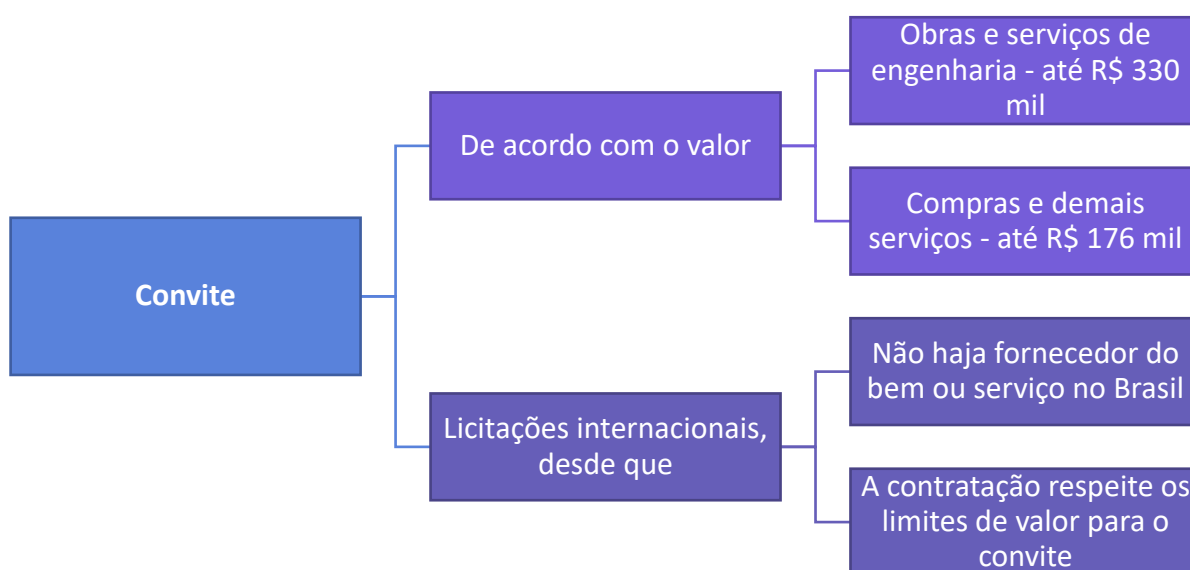 Convite
De acordo com o valor
Obras e serviços de
engenharia - até R$ 330
mil
Compras e demais
serviços - até R$ 176 mil
Licitações internacionais,
desde que
Não haja fornecedor do
bem ou serviço no Brasil
A contratação respeite os
limites de valor para o
convite